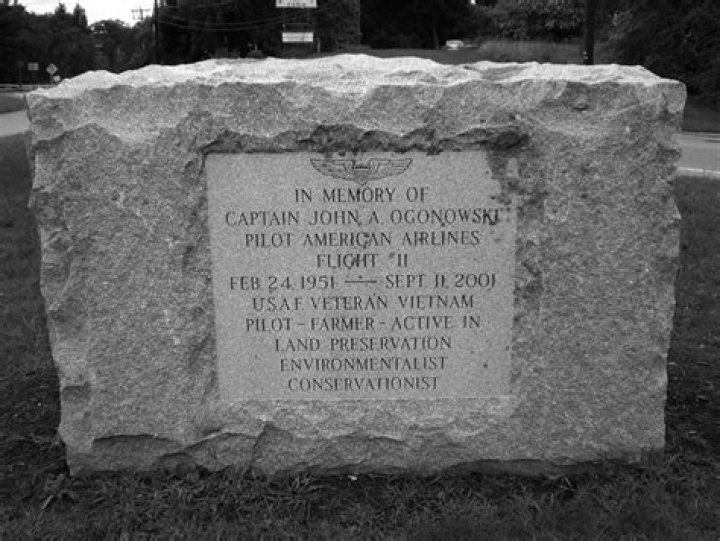 IN MEMORY OF
CAPTAIN JOHN A. OGONOWSKI
PILOT AMERICAN AIRLINES
FLIGHT #11
FEB. 24, 1951 — SEPT. 11, 2001
U.S.A.F. VETERAN VIETNAM
PILOT - FARMER - ACTIVE IN
LAND PRESERVATION
ENVIRONMENTALIST
CONSERVATIONIST